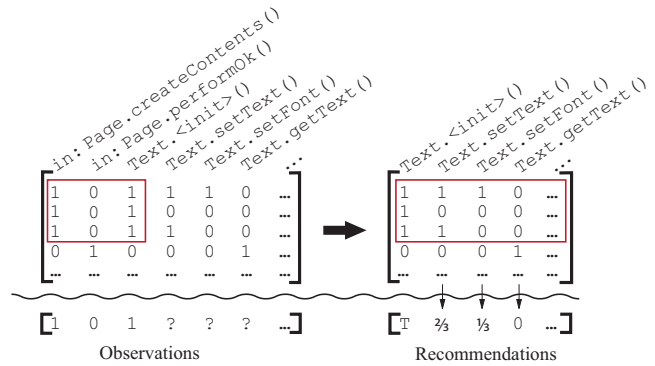 in:Page.createContents()
in:Page.performOk()
Text.<init>()
Text.setText()
Text.setFont()
Text.getText()
...
1 0 1 1 1 0 ...
1 0 1 0 0 0 ...
1 0 1 1 0 0 ...
0 1 0 0 0 1 ...
... ... ... ... ... ... ...
1 0 1 ? ? ? ...
Observations
Text.<init>()
Text.setText()
Text.setFont()
Text.getText()
...
1 1 1 0 ...
1 0 0 0 ...
1 1 0 0 ...
0 0 0 1 ...
... ... ... ... ...
T ⅔ ⅓ 0 ...
Recommendations